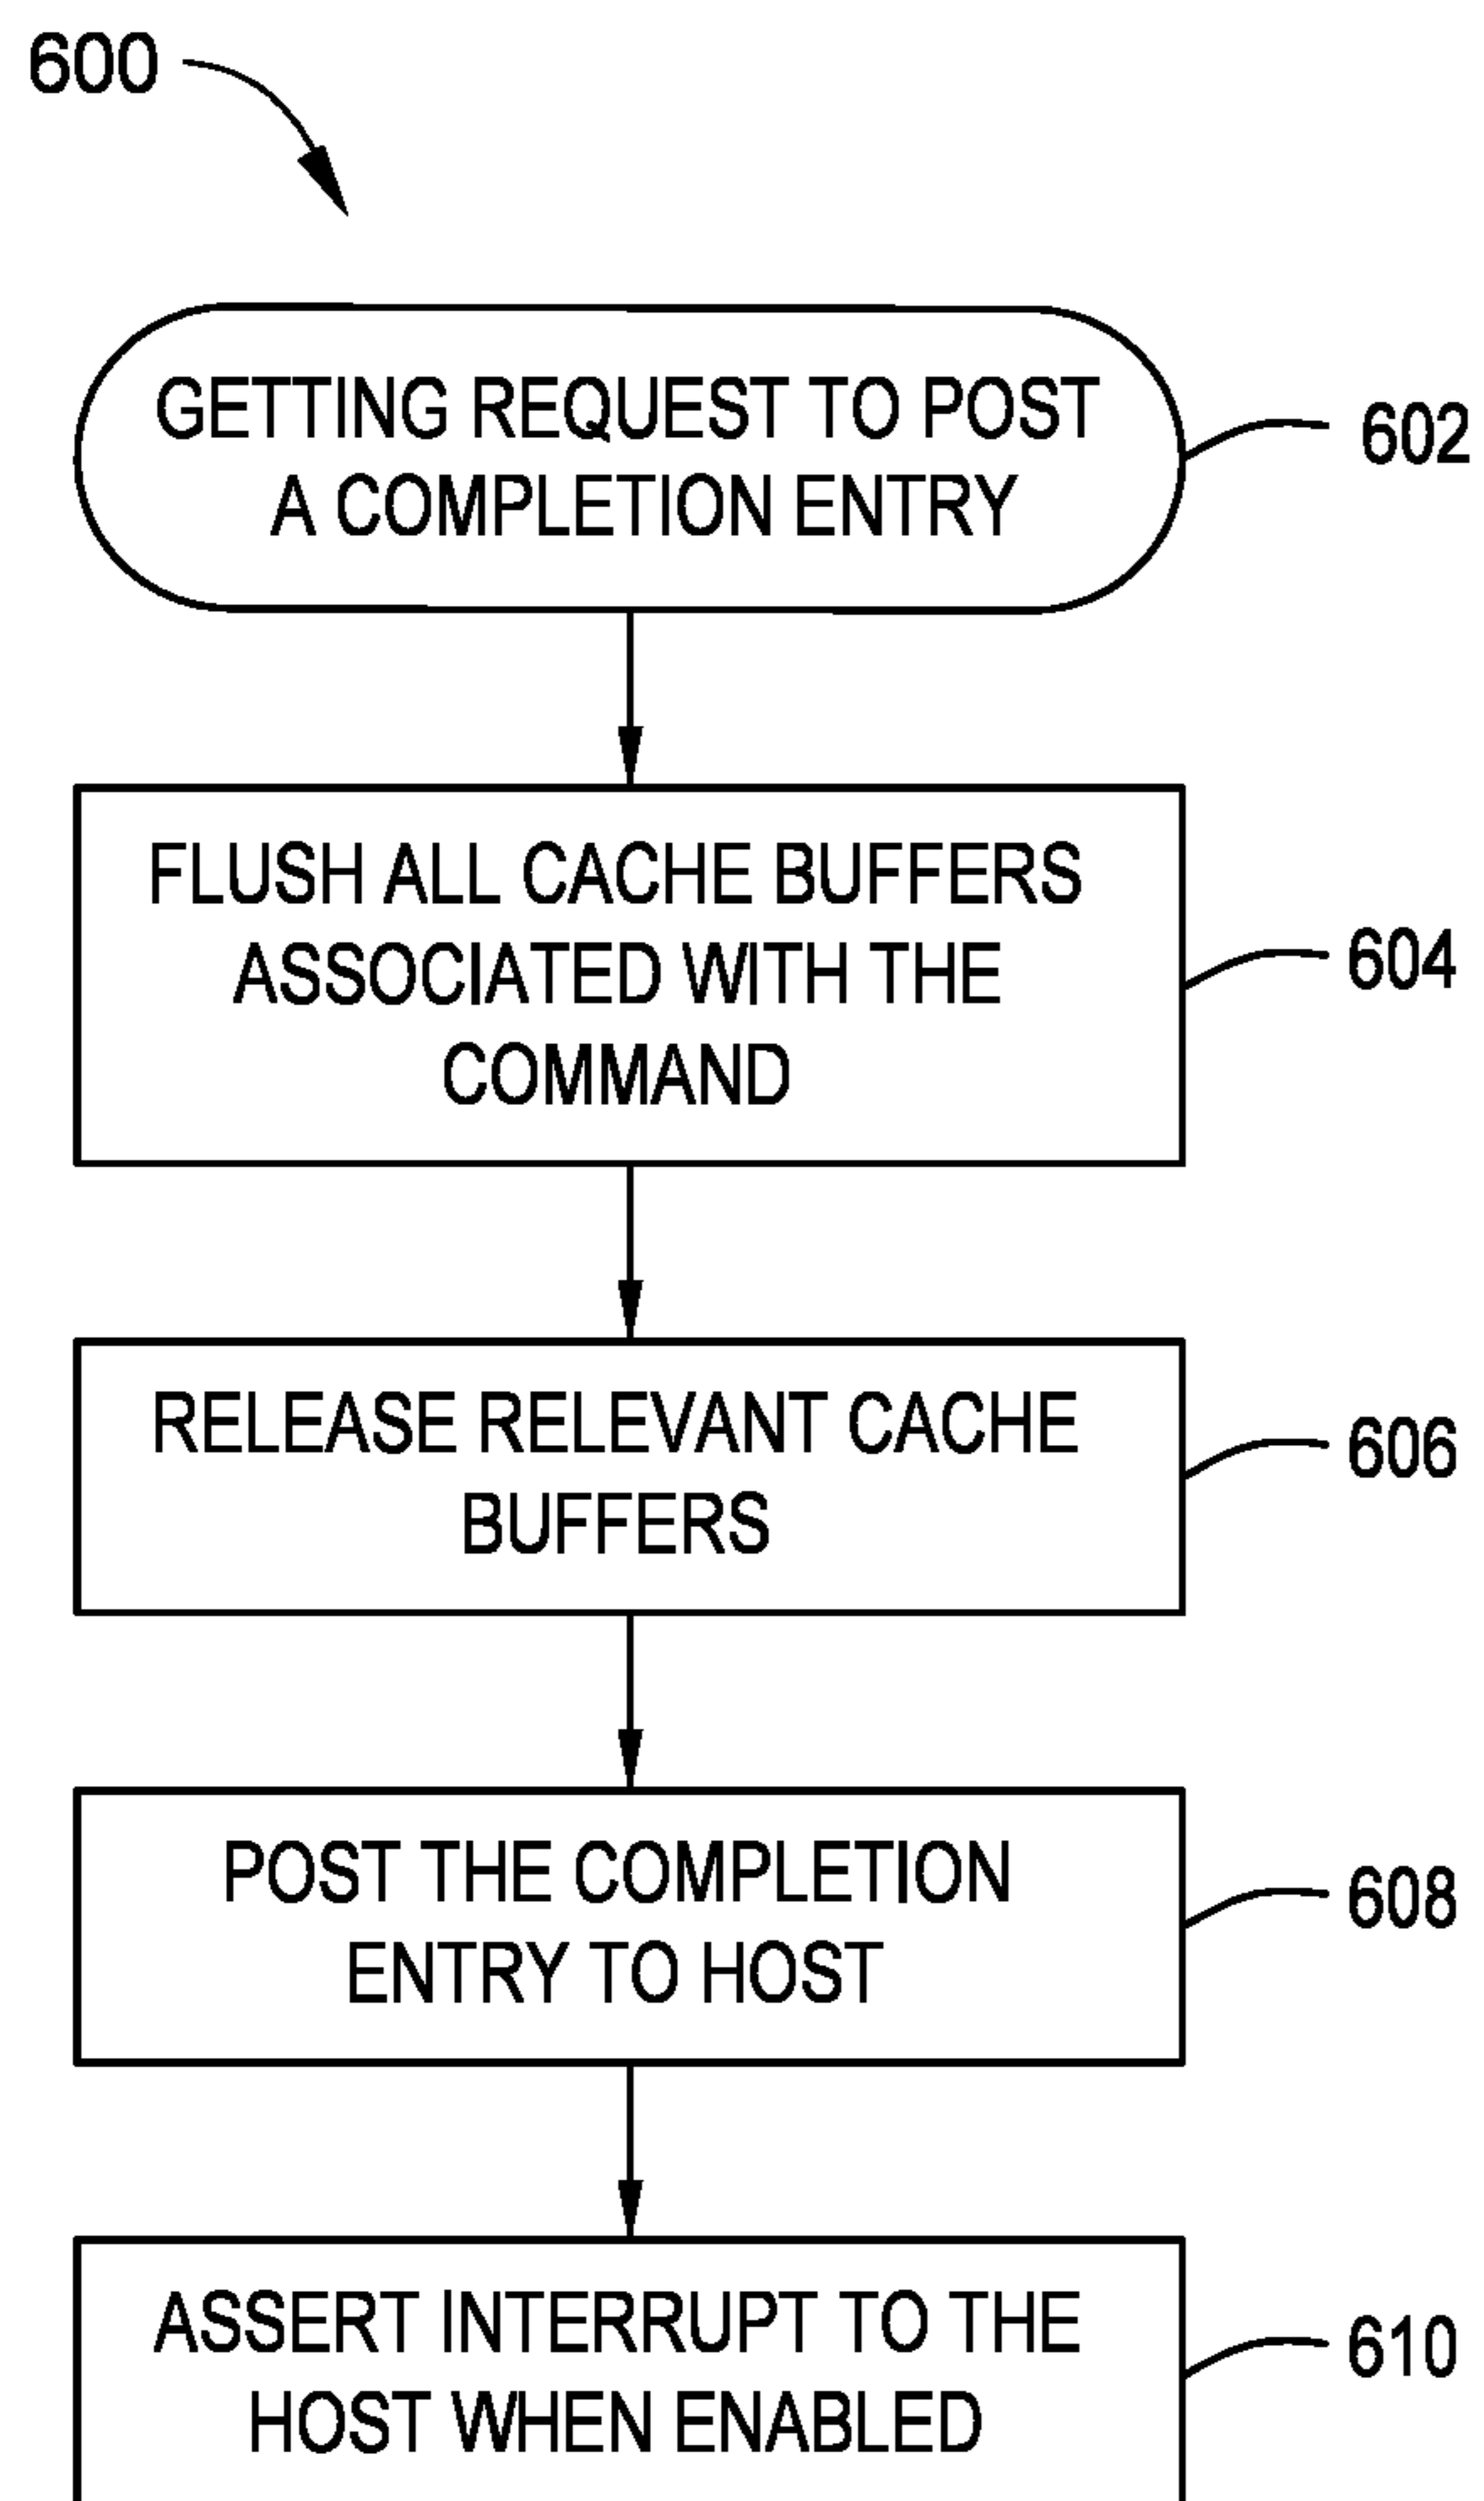 600
GETTING REQUEST TO POST
A COMPLETION ENTRY
602
FLUSH ALL CACHE BUFFERS
ASSOCIATED WITH THE
COMMAND
604
RELEASE RELEVANT CACHE
BUFFERS
606
POST THE COMPLETION
ENTRY TO HOST
608
ASSERT INTERRUPT TO THE
HOST WHEN ENABLED
610